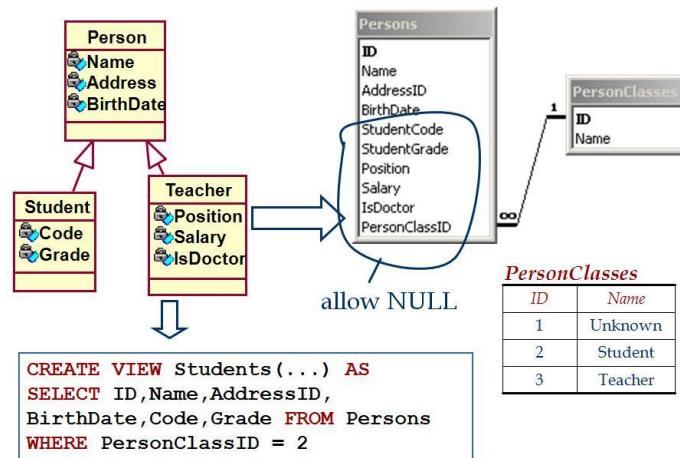 Person
Name
Address
BirthDate
Student
Code
Grade
Teacher
Position
Salary
IsDoctor
Persons
ID
Name
AddressID
BirthDate
StudentCode
StudentGrade
Position
Salary
IsDoctor
PersonClassID
1
∞
PersonClasses
ID
Name
allow NULL
PersonClasses
ID Name
1 Unknown
2 Student
3 Teacher
CREATE VIEW Students(...) AS
SELECT ID,Name,AddressID,
BirthDate,Code,Grade FROM Persons
WHERE PersonClassID = 2